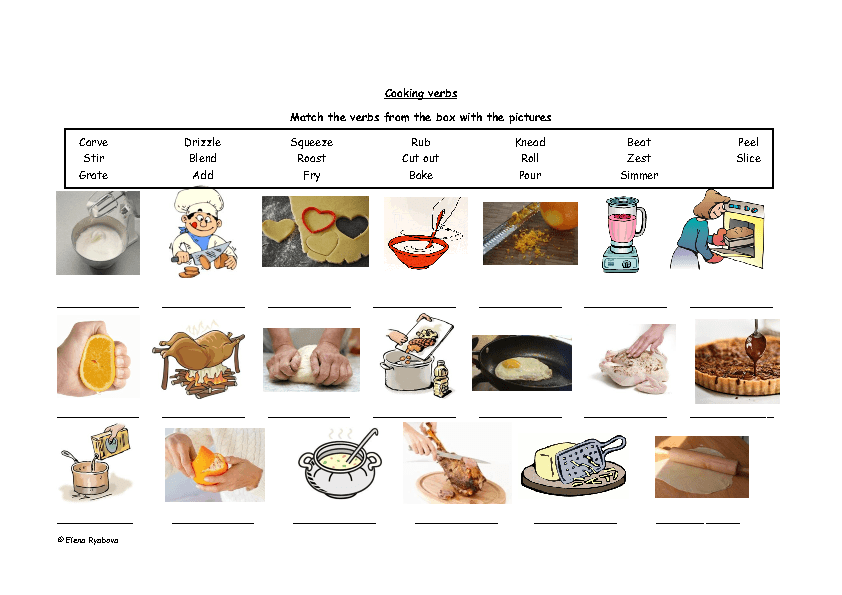 Cooking verbs
Match the verbs from the box with the pictures
Carve Drizzle Squeeze Rub Knead Beat Peel
Stir Blend Roast Cut out Roll Zest Slice
Grate Add Fry Bake Pour Simmer
© Elena Ryabova